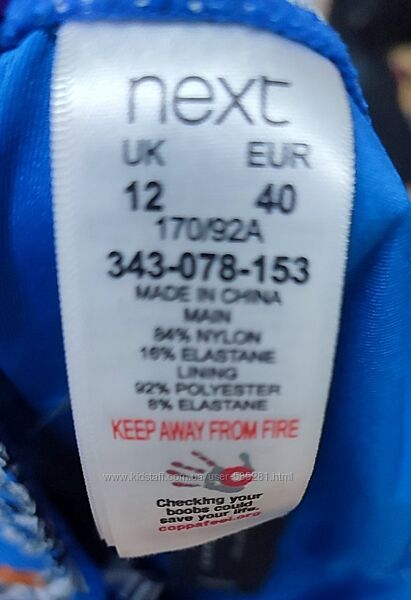 next
UK EUR
12 40
170/92A
343-078-153
MADE IN CHINA
MAIN
84% NYLON
16% ELASTANE
LINING
92% POLYESTER
8% ELASTANE
KEEP AWAY FROM FIRE
Checking your
boobs could
save your life.
coppafeel.org